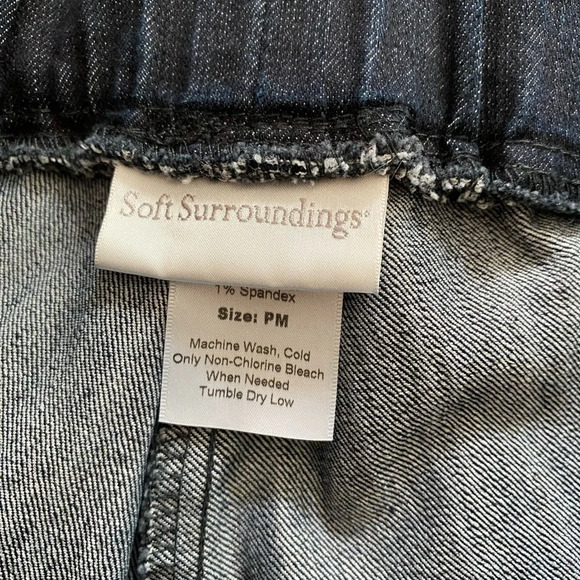 Soft Surroundings®
1% Spandex
Size: PM
Machine Wash, Cold
Only Non-Chlorine Bleach
When Needed
Tumble Dry Low